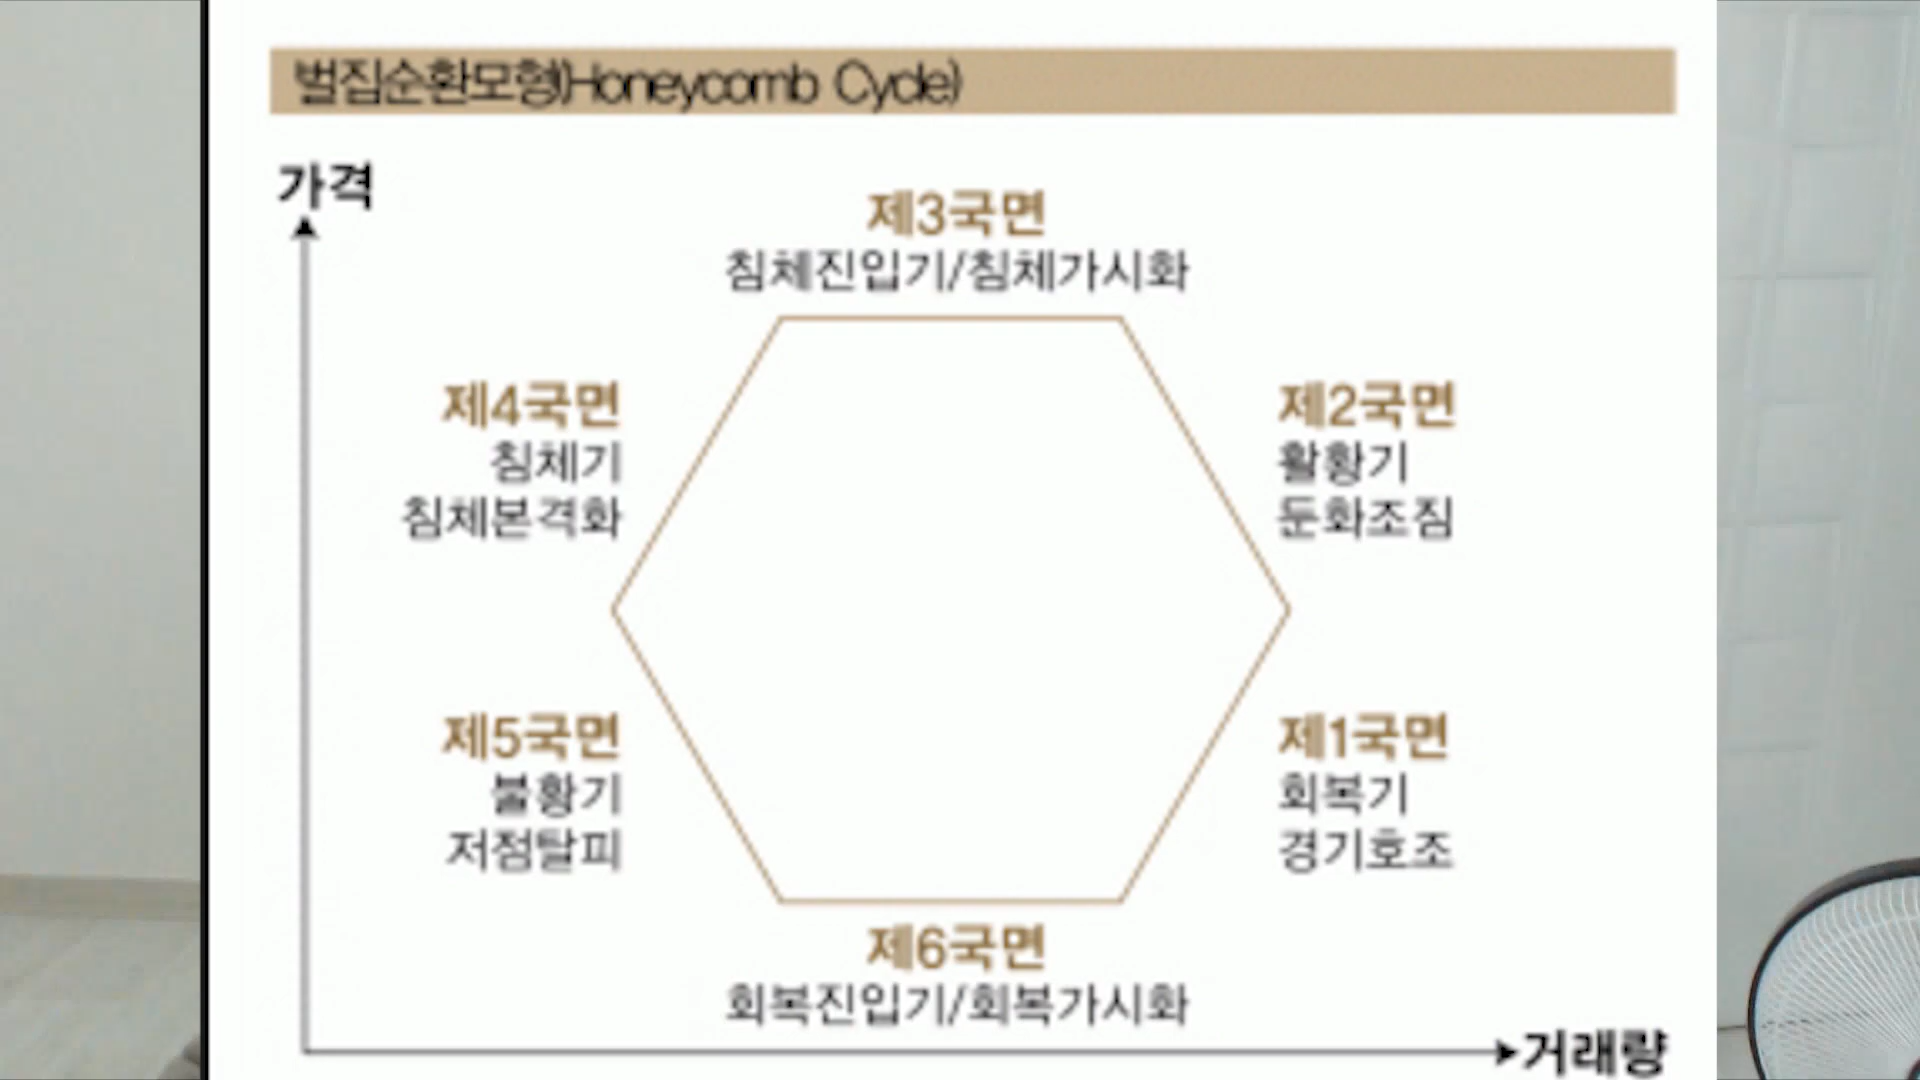 벌집순환모형(Honeycomb Cycle)
가격
제3국면
침체진입기/침체가시화
제4국면
침체기
침체본격화
제2국면
활황기
둔화조짐
제5국면
불황기
저점탈피
제1국면
회복기
경기호조
제6국면
회복진입기/회복가시화
거래량